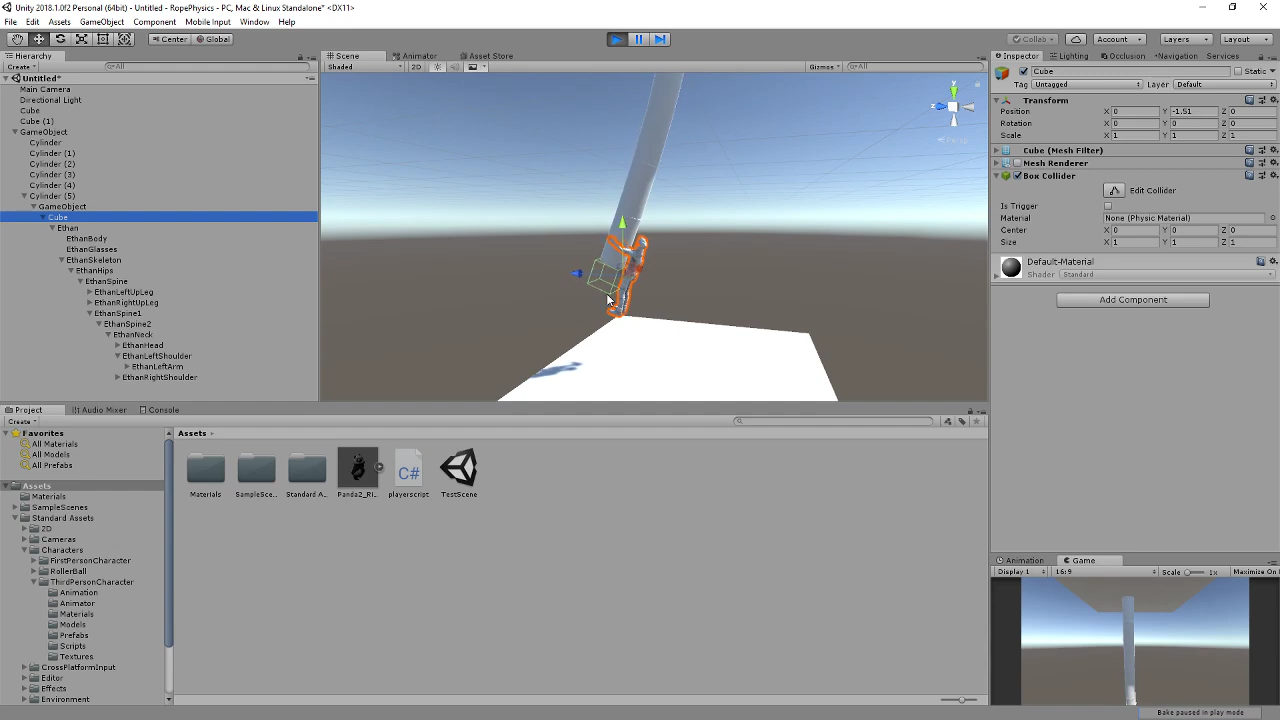 Unity 2018.1.0f2 Personal (64bit) - Untitled - RopePhysics - PC, Mac & Linux Standalone* <DX11>
File Edit Assets GameObject Component Mobile Input Window Help
Center Global Collab Account Layers Layout
Hierarchy
Create All
Untitled*
Main Camera
Directional Light
Cube
Cube (1)
GameObject
Cylinder
Cylinder (1)
Cylinder (2)
Cylinder (3)
Cylinder (4)
Cylinder (5)
GameObject
Cube
Ethan
EthanBody
EthanGlasses
EthanSkeleton
EthanHips
EthanSpine
EthanLeftUpLeg
EthanRightUpLeg
EthanSpine1
EthanSpine2
EthanNeck
EthanHead
EthanLeftShoulder
EthanLeftArm
EthanRightShoulder
Scene Animator Asset Store
Shaded 2D Gizmos All
y
z
Persp
Inspector Lighting Occlusion Navigation Services
Cube Static
Tag Untagged Layer Default
Transform
Position X 0 Y -1.51 Z 0
Rotation X 0 Y 0 Z 0
Scale X 1 Y 1 Z 1
Cube (Mesh Filter)
Mesh Renderer
Box Collider
Edit Collider
Is Trigger
Material None (Physic Material)
Center X 0 Y 0 Z 0
Size X 1 Y 1 Z 1
Default-Material
Shader Standard
Add Component
Project Audio Mixer Console
Create
Favorites
All Materials
All Models
All Prefabs
Assets
Materials
SampleScenes
Standard Assets
2D
Cameras
Characters
FirstPersonCharacter
RollerBall
ThirdPersonCharacter
Animation
Animator
Materials
Models
Prefabs
Scripts
Textures
CrossPlatformInput
Editor
Effects
Environment
Assets
C#
Materials SampleSce... Standard A... Panda2_Ri... playerscript TestScene
Animation Game
Display 1 16:9 Scale 1x Maximize On
Bake paused in play mode